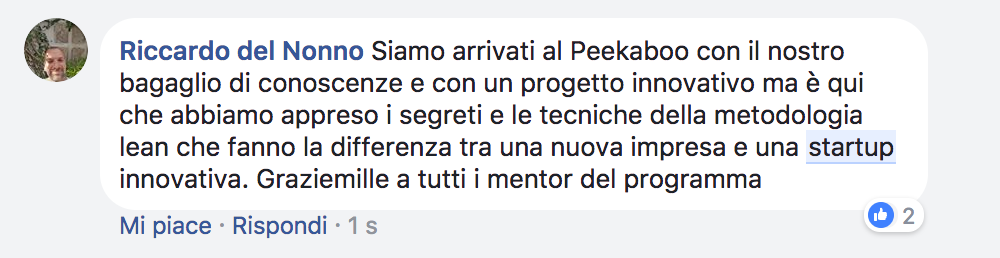 Riccardo del Nonno Siamo arrivati al Peekaboo con il nostro
bagaglio di conoscenze e con un progetto innovativo ma è qui
che abbiamo appreso i segreti e le tecniche della metodologia
lean che fanno la differenza tra una nuova impresa e una startup
innovativa. Graziemille a tutti i mentor del programma
Mi piace · Rispondi · 1 s
2